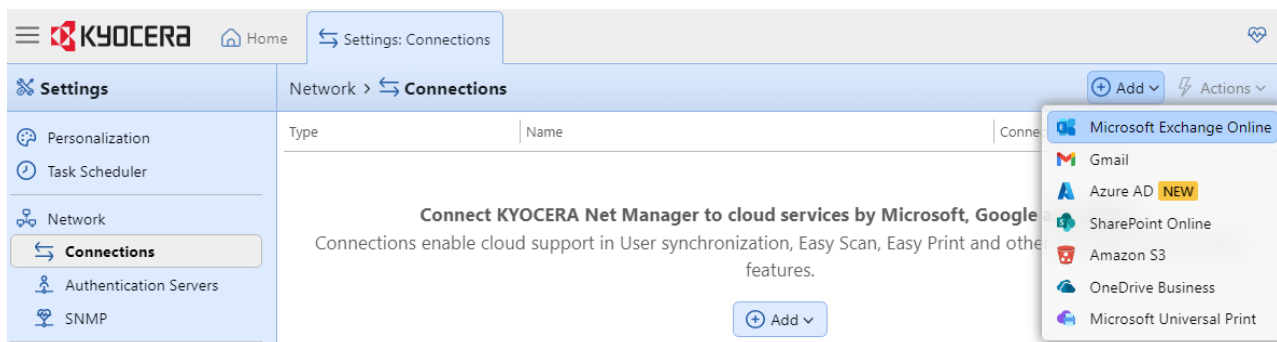 KYOCERA
Home
Settings: Connections
Settings
Network > Connections
Add
Actions
Personalization
Task Scheduler
Network
Connections
Authentication Servers
SNMP
Type
Name
Microsoft Exchange Online
Gmail
Azure AD NEW
SharePoint Online
Amazon S3
OneDrive Business
Microsoft Universal Print
Connect KYOCERA Net Manager to cloud services by Microsoft, Google
Connections enable cloud support in User synchronization, Easy Scan, Easy Print and
features.
Add